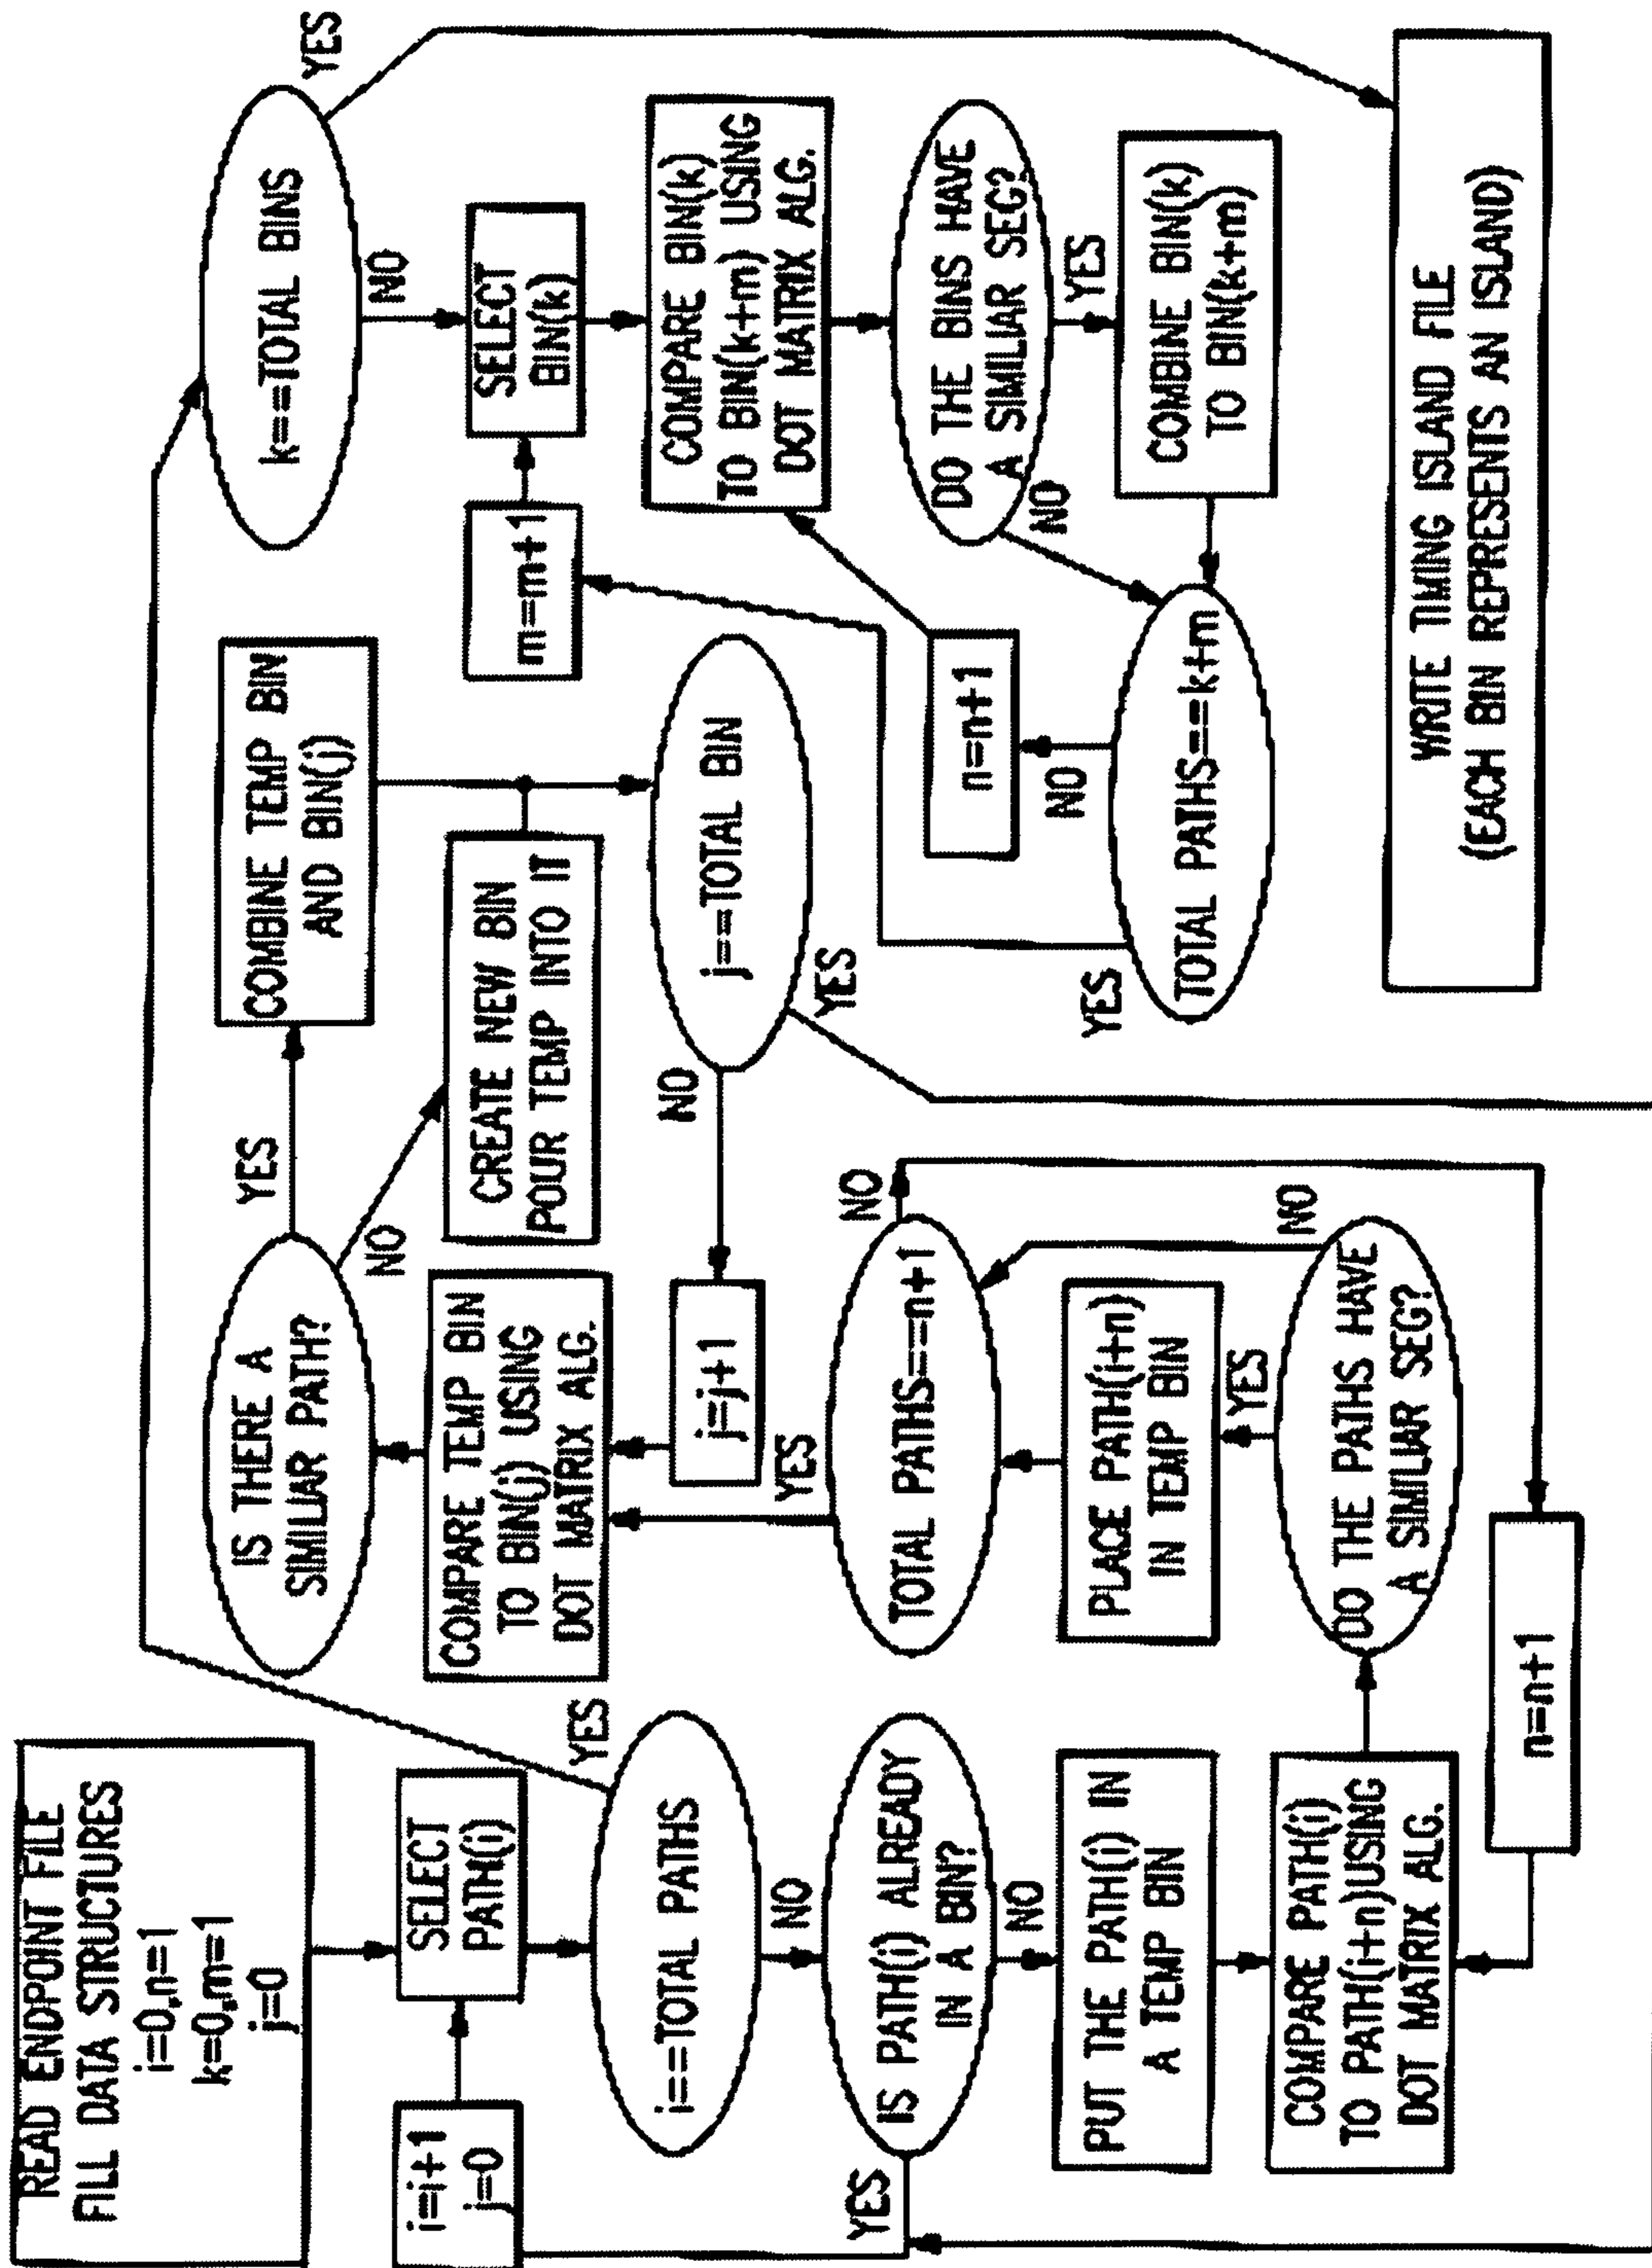 READ ENDPOINT FILE
FILL DATA STRUCTURES
i=0,n=1
k=0,m=1
j=0
i=i+1
j=0
SELECT
PATH(i)
i==TOTAL PATHS
YES
NO
IS PATH(i) ALREADY
IN A BIN?
YES
NO
PUT THE PATH(i) IN
A TEMP BIN
COMPARE PATH(i)
TO PATH(i+n)USING
DOT MATRIX ALG.
n=n+1
DO THE PATHS HAVE
A SIMILIAR SEG?
NO
YES
PLACE PATH(i+n)
IN TEMP BIN
TOTAL PATHS==n+1
NO
YES
COMPARE TEMP BIN
TO BIN(j) USING
DOT MATRIX ALG.
j=j+1
IS THERE A
SIMILIAR PATH?
YES
NO
CREATE NEW BIN
POUR TEMP INTO IT
COMBINE TEMP BIN
AND BIN(j)
j==TOTAL BIN
NO
YES
k==TOTAL BINS
YES
NO
m=m+1
SELECT
BIN(k)
COMPARE BIN(k)
TO BIN(k+m) USING
DOT MATRIX ALG.
DO THE BINS HAVE
A SIMILIAR SEG?
NO
YES
COMBINE BIN(k)
TO BIN(k+m)
n=n+1
NO
TOTAL PATHS==k+m
YES
WRITE TIMING ISLAND FILE
(EACH BIN REPRESENTS AN ISLAND)